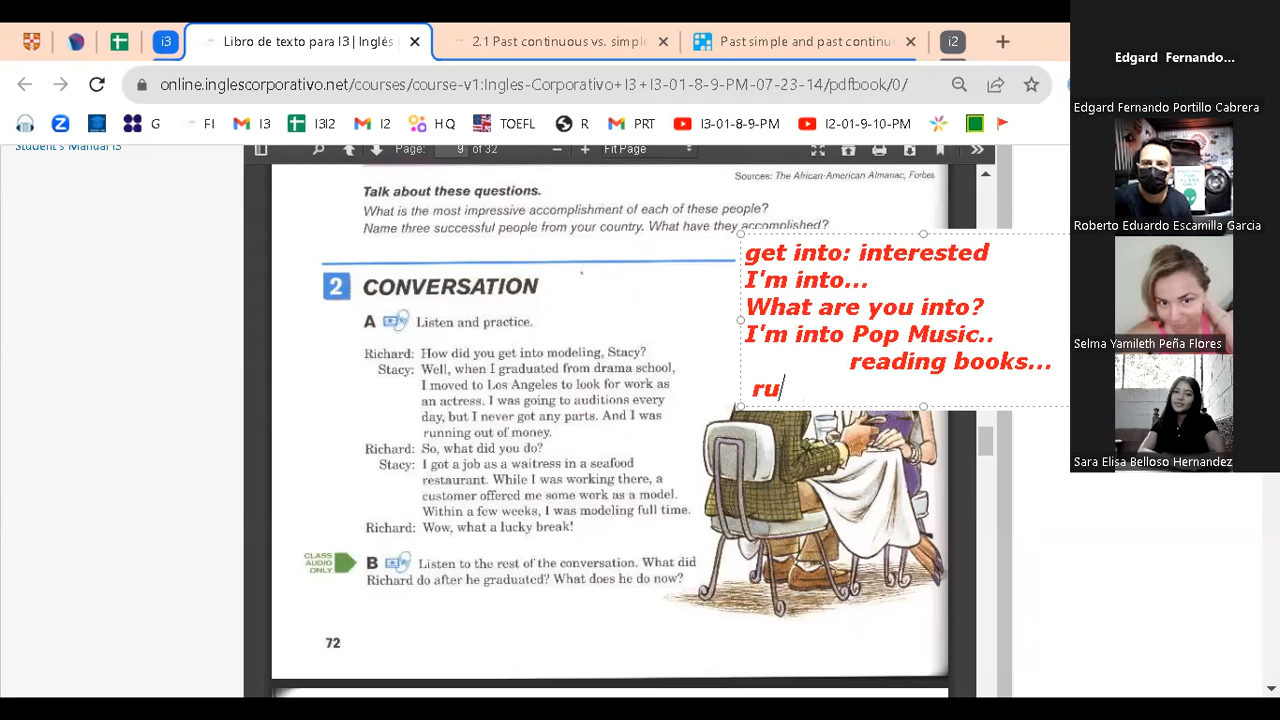 Libro de texto para I3 | Inglés
2.1 Past continuous vs. simple
Past simple and past continu
i3
i2
online.inglescorporativo.net/courses/course-v1:Ingles-Corporativo+I3+I3-01-8-9-PM-07-23-14/pdfbook/0/
G
FI
I3
I3I2
I2
HQ
TOEFL
R
PRT
I3-01-8-9-PM
I2-01-9-10-PM
Student's Manual I3
Page: 9 of 32
Fit Page
Sources: The African-American Almanac, Forbes
Talk about these questions.
What is the most impressive accomplishment of each of these people?
Name three successful people from your country. What have they accomplished?
2 CONVERSATION
A Listen and practice.
Richard: How did you get into modeling, Stacy?
Stacy: Well, when I graduated from drama school,
I moved to Los Angeles to look for work as
an actress. I was going to auditions every
day, but I never got any parts. And I was
running out of money.
Richard: So, what did you do?
Stacy: I got a job as a waitress in a seafood
restaurant. While I was working there, a
customer offered me some work as a model.
Within a few weeks, I was modeling full time.
Richard: Wow, what a lucky break!
CLASS
AUDIO
ONLY
B Listen to the rest of the conversation. What did
Richard do after he graduated? What does he do now?
72
get into: interested
I'm into...
What are you into?
I'm into Pop Music..
reading books...
ru
Edgard Fernando...
Edgard Fernando Portillo Cabrera
Roberto Eduardo Escamilla Garcia
Selma Yamileth Peña Flores
Sara Elisa Belloso Hernandez